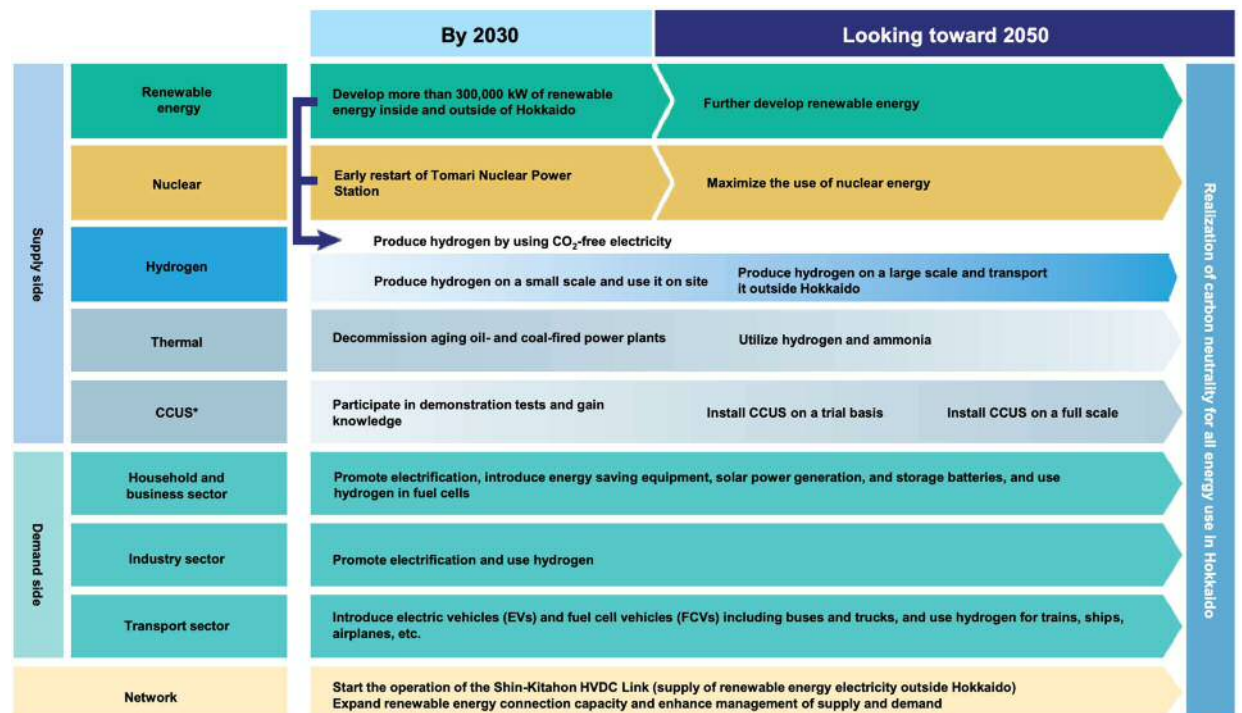 By 2030
Looking toward 2050
Supply side
Renewable
energy
Develop more than 300,000 kW of renewable
energy inside and outside of Hokkaido
Further develop renewable energy
Nuclear
Early restart of Tomari Nuclear Power
Station
Maximize the use of nuclear energy
Hydrogen
Produce hydrogen by using CO₂-free electricity
Produce hydrogen on a small scale and use it on site
Produce hydrogen on a large scale and transport
it outside Hokkaido
Thermal
Decommission aging oil- and coal-fired power plants
Utilize hydrogen and ammonia
CCUS*
Participate in demonstration tests and gain
knowledge
Install CCUS on a trial basis
Install CCUS on a full scale
Demand side
Household and
business sector
Promote electrification, introduce energy saving equipment, solar power generation, and storage batteries, and use
hydrogen in fuel cells
Industry sector
Promote electrification and use hydrogen
Transport sector
Introduce electric vehicles (EVs) and fuel cell vehicles (FCVs) including buses and trucks, and use hydrogen for trains, ships,
airplanes, etc.
Network
Start the operation of the Shin-Kitahon HVDC Link (supply of renewable energy electricity outside Hokkaido)
Expand renewable energy connection capacity and enhance management of supply and demand
Realization of carbon neutrality for all energy use in Hokkaido